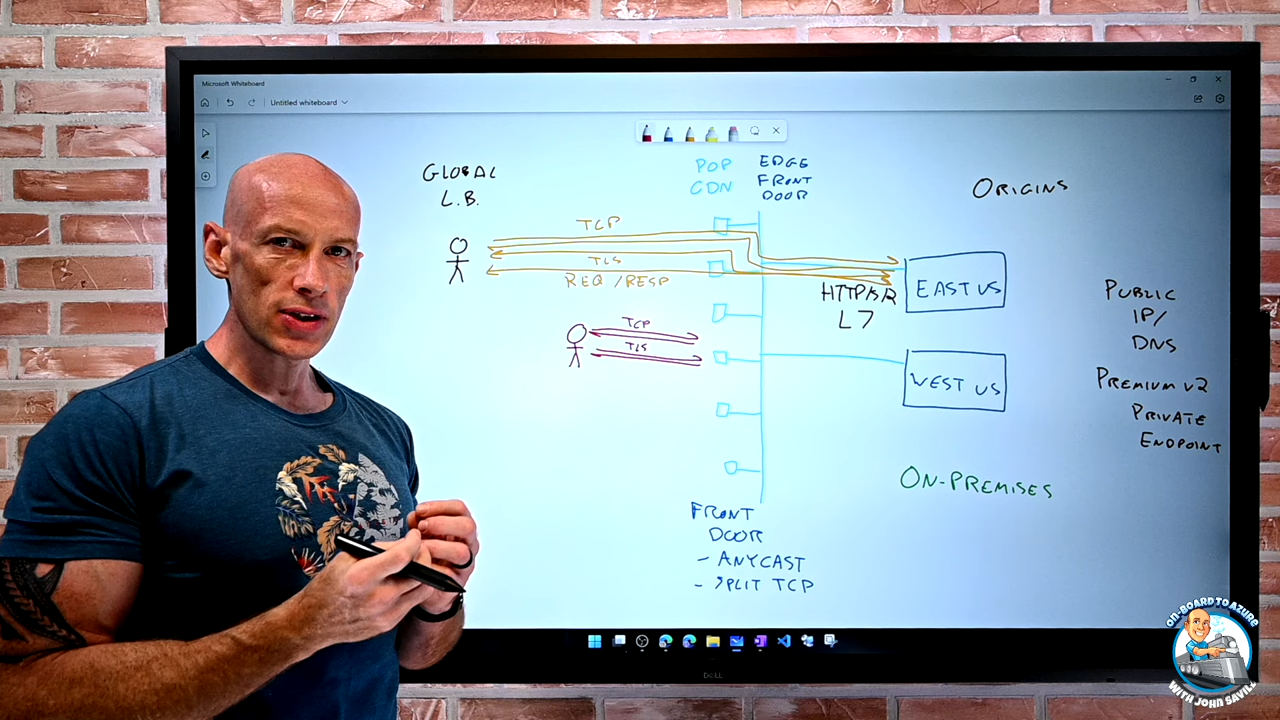 Microsoft Whiteboard
Untitled whiteboard
GLOBAL
L.B.
POP
CDN
EDGE
FRONT
DOOR
ORIGINS
TCP
TLS
REQ/RESP
HTTP/S/2
L7
EAST US
TCP
TLS
WEST US
PUBLIC
IP/
DNS
PREMIUM V2
PRIVATE
ENDPOINT
ON-PREMISES
FRONT
DOOR
- ANYCAST
- SPLIT TCP
DELL
ON-BOARD TO AZURE
WITH JOHN SAVILL